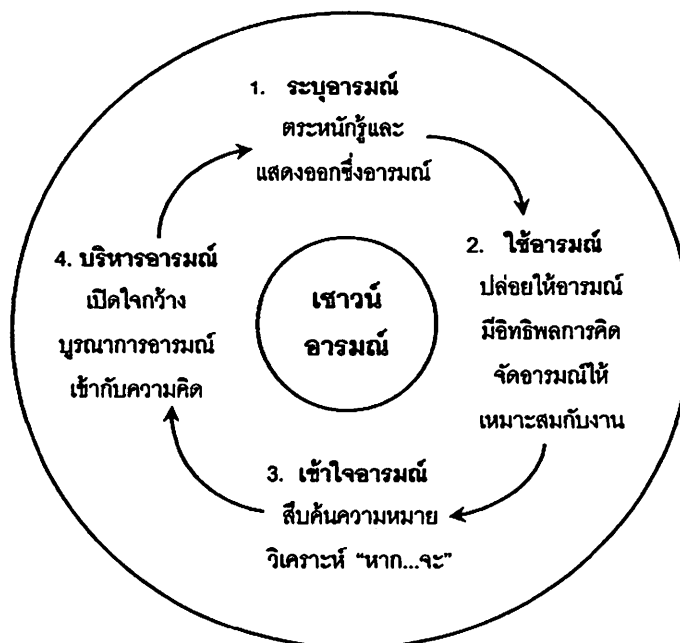 1. ระบุอารมณ์
ตระหนักรู้และ
แสดงออกซึ่งอารมณ์
2. ใช้อารมณ์
ปล่อยให้อารมณ์
มีอิทธิพลการคิด
จัดอารมณ์ให้
เหมาะสมกับงาน
3. เข้าใจอารมณ์
สืบค้นความหมาย
วิเคราะห์ “หาก...จะ”
4. บริหารอารมณ์
เปิดใจกว้าง
บูรณาการอารมณ์
เข้ากับความคิด
เชาวน์
อารมณ์